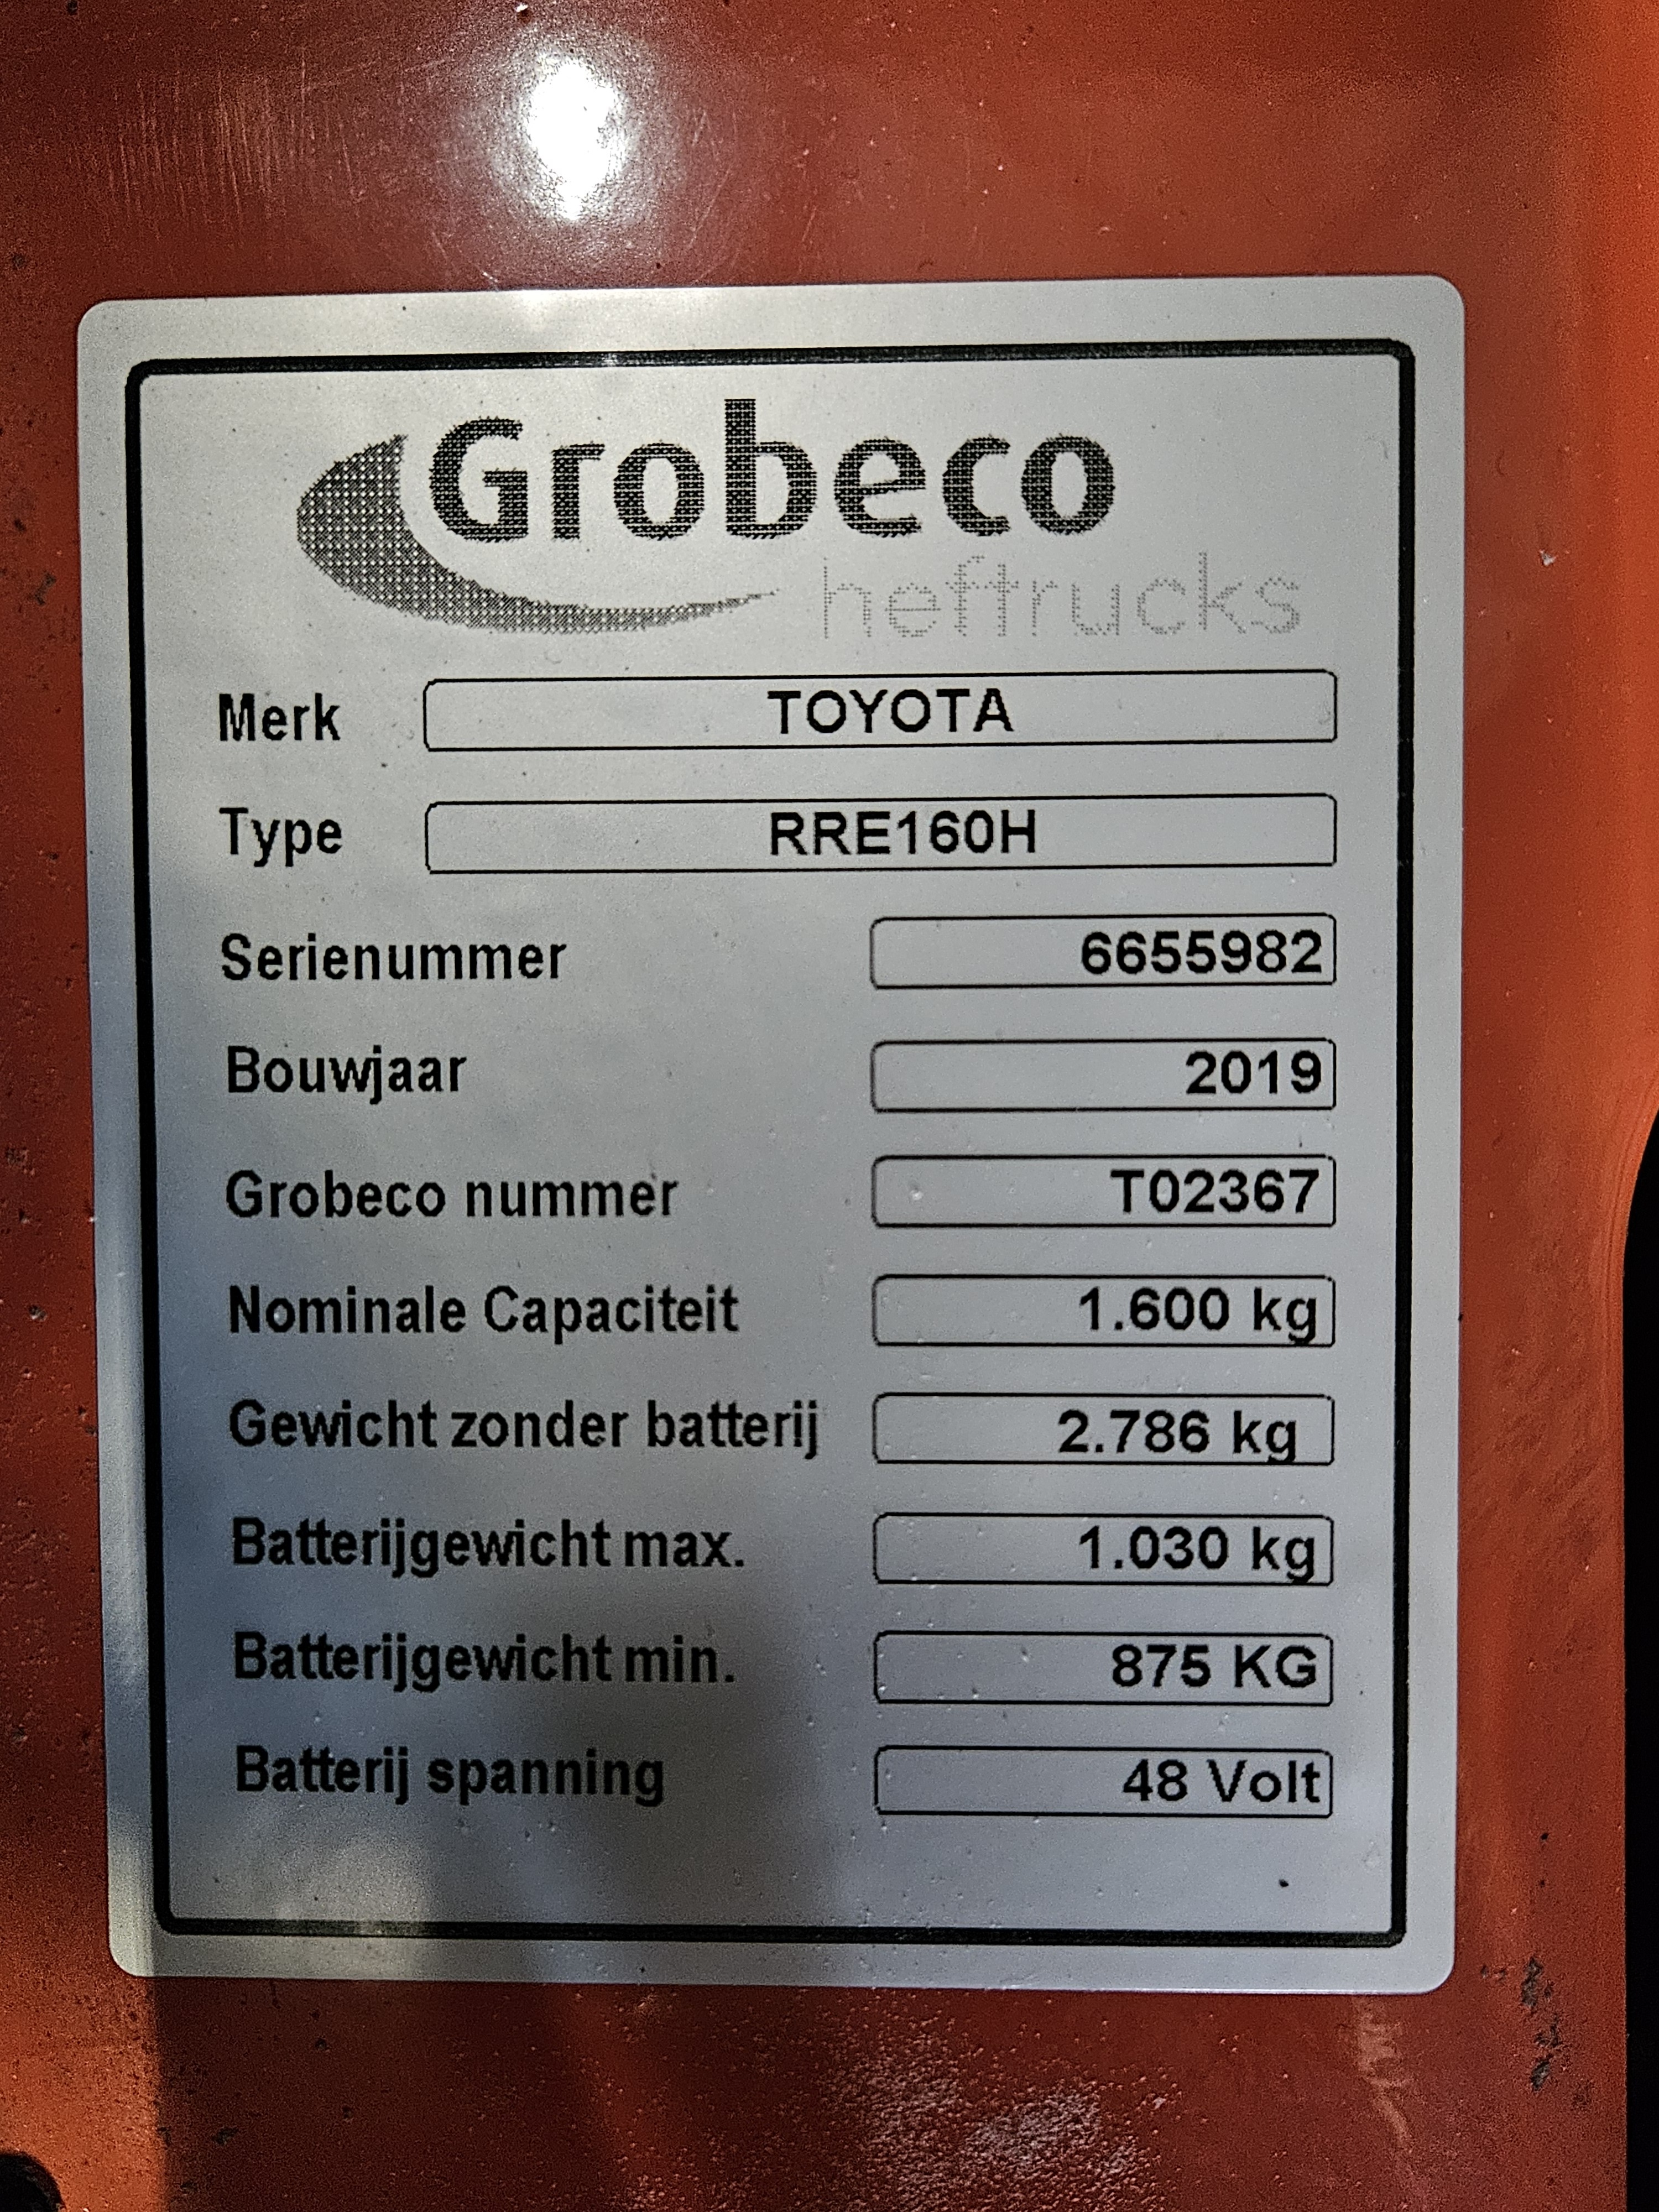 Grobeco
heftrucks
Merk TOYOTA
Type RRE160H
Serienummer 6655982
Bouwjaar 2019
Grobeco nummer T02367
Nominale Capaciteit 1.600 kg
Gewicht zonder batterij 2.786 kg
Batterijgewicht max. 1.030 kg
Batterijgewicht min. 875 KG
Batterij spanning 48 Volt